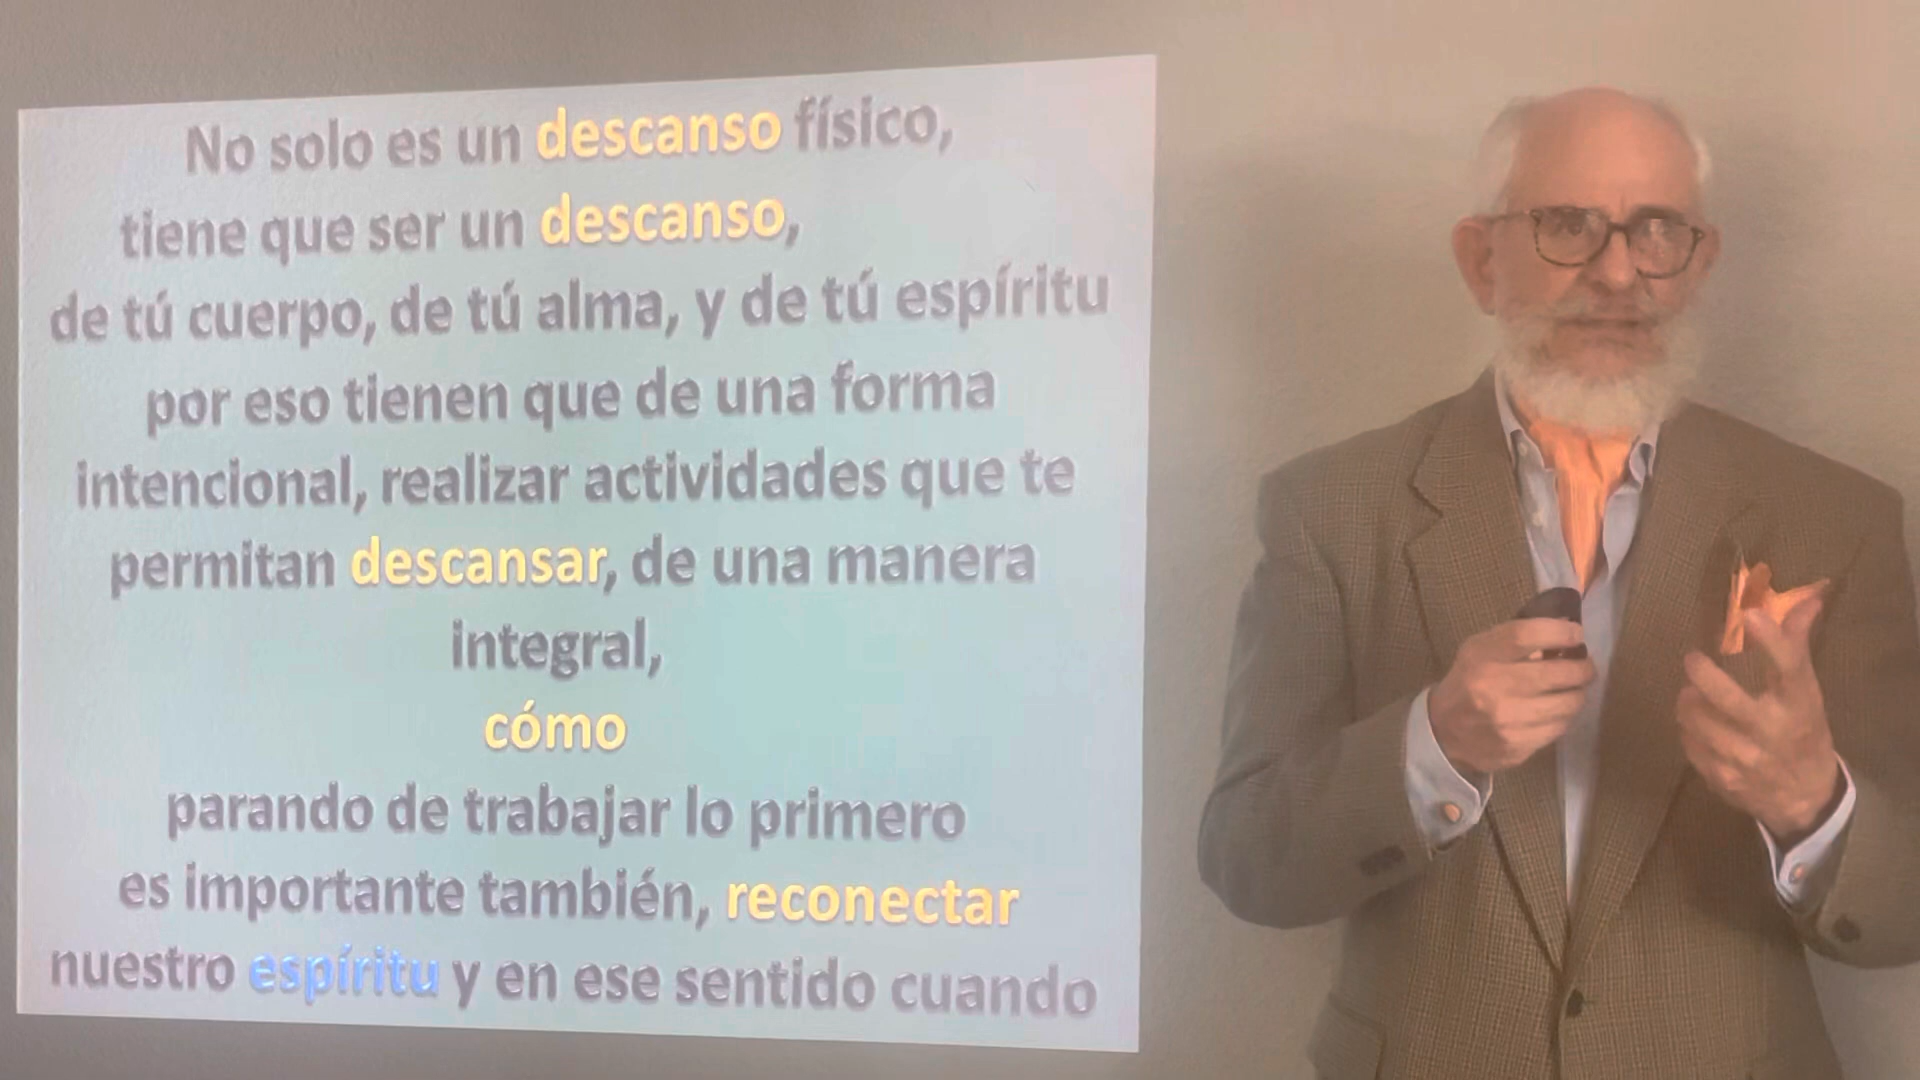 No solo es un descanso físico,
tiene que ser un descanso,
de tú cuerpo, de tú alma, y de tú espíritu
por eso tienen que de una forma
intencional, realizar actividades que te
permitan descansar, de una manera
integral,
cómo
parando de trabajar lo primero
es importante también, reconectar
nuestro espíritu y en ese sentido cuando